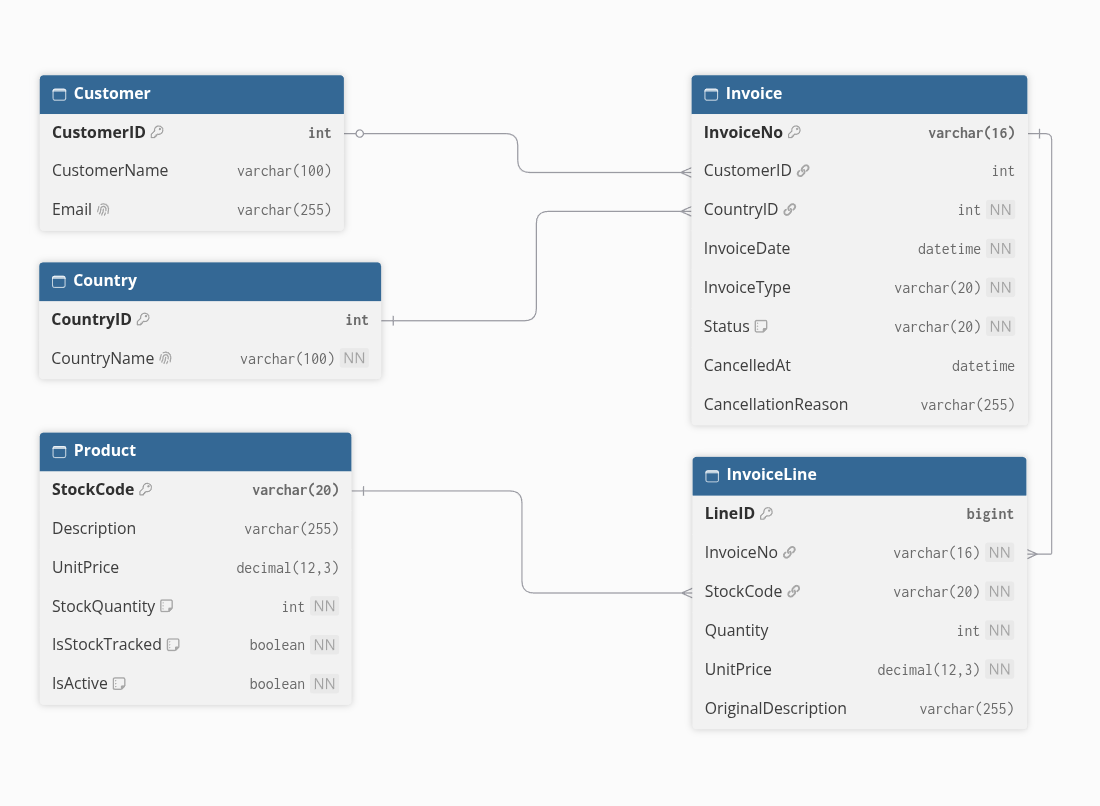 Customer
CustomerID int
CustomerName varchar(100)
Email varchar(255)
Country
CountryID int
CountryName varchar(100) NN
Product
StockCode varchar(20)
Description varchar(255)
UnitPrice decimal(12,3)
StockQuantity int NN
IsStockTracked boolean NN
IsActive boolean NN
Invoice
InvoiceNo varchar(16)
CustomerID int
CountryID int NN
InvoiceDate datetime NN
InvoiceType varchar(20) NN
Status varchar(20) NN
CancelledAt datetime
CancellationReason varchar(255)
InvoiceLine
LineID bigint
InvoiceNo varchar(16) NN
StockCode varchar(20) NN
Quantity int NN
UnitPrice decimal(12,3) NN
OriginalDescription varchar(255)